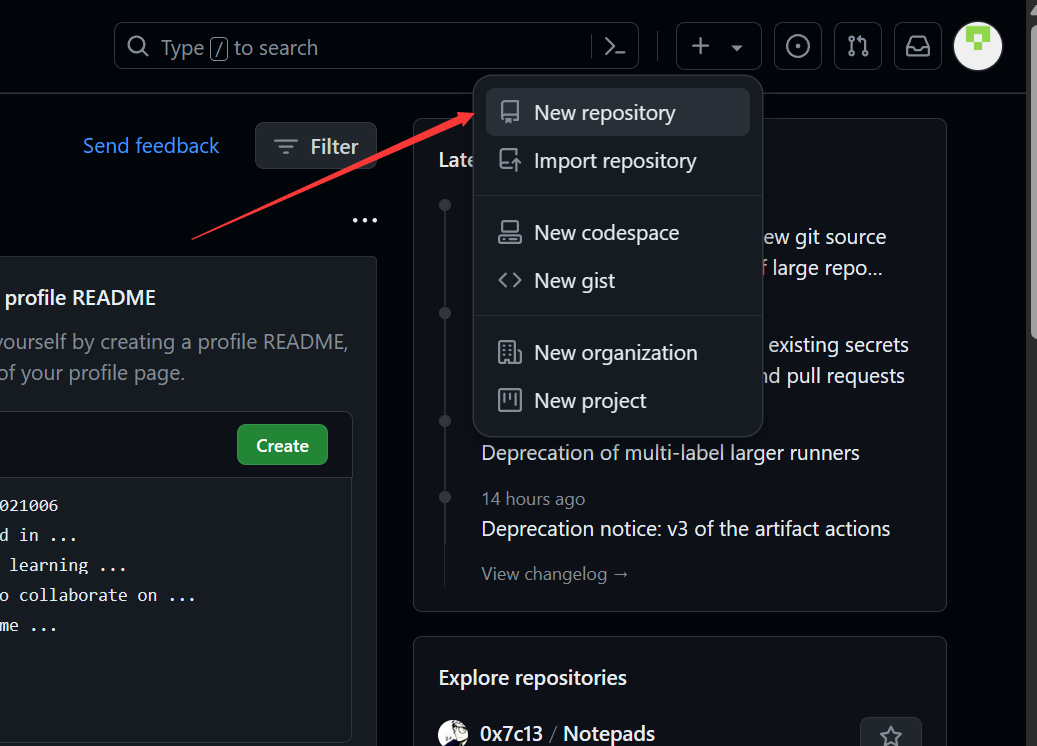 Type / to search
New repository
Import repository
New codespace
New gist
New organization
New project
Send feedback
Filter
Late
ew git source
large repo...
existing secrets
nd pull requests
Deprecation of multi-label larger runners
14 hours ago
Deprecation notice: v3 of the artifact actions
View changelog →
profile README
yourself by creating a profile README,
of your profile page.
Create
021006
d in ...
learning ...
o collaborate on ...
me ...
Explore repositories
0x7c13 / Notepads